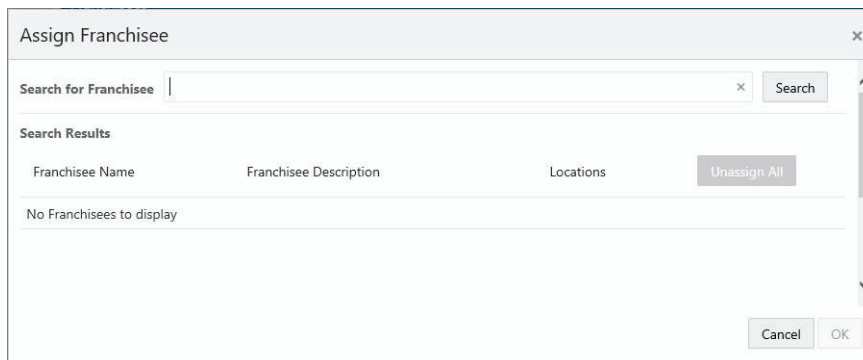 Assign Franchisee ×
Search for Franchisee × Search
Search Results
Franchisee Name Franchisee Description Locations Unassign All
No Franchisees to display
Cancel OK